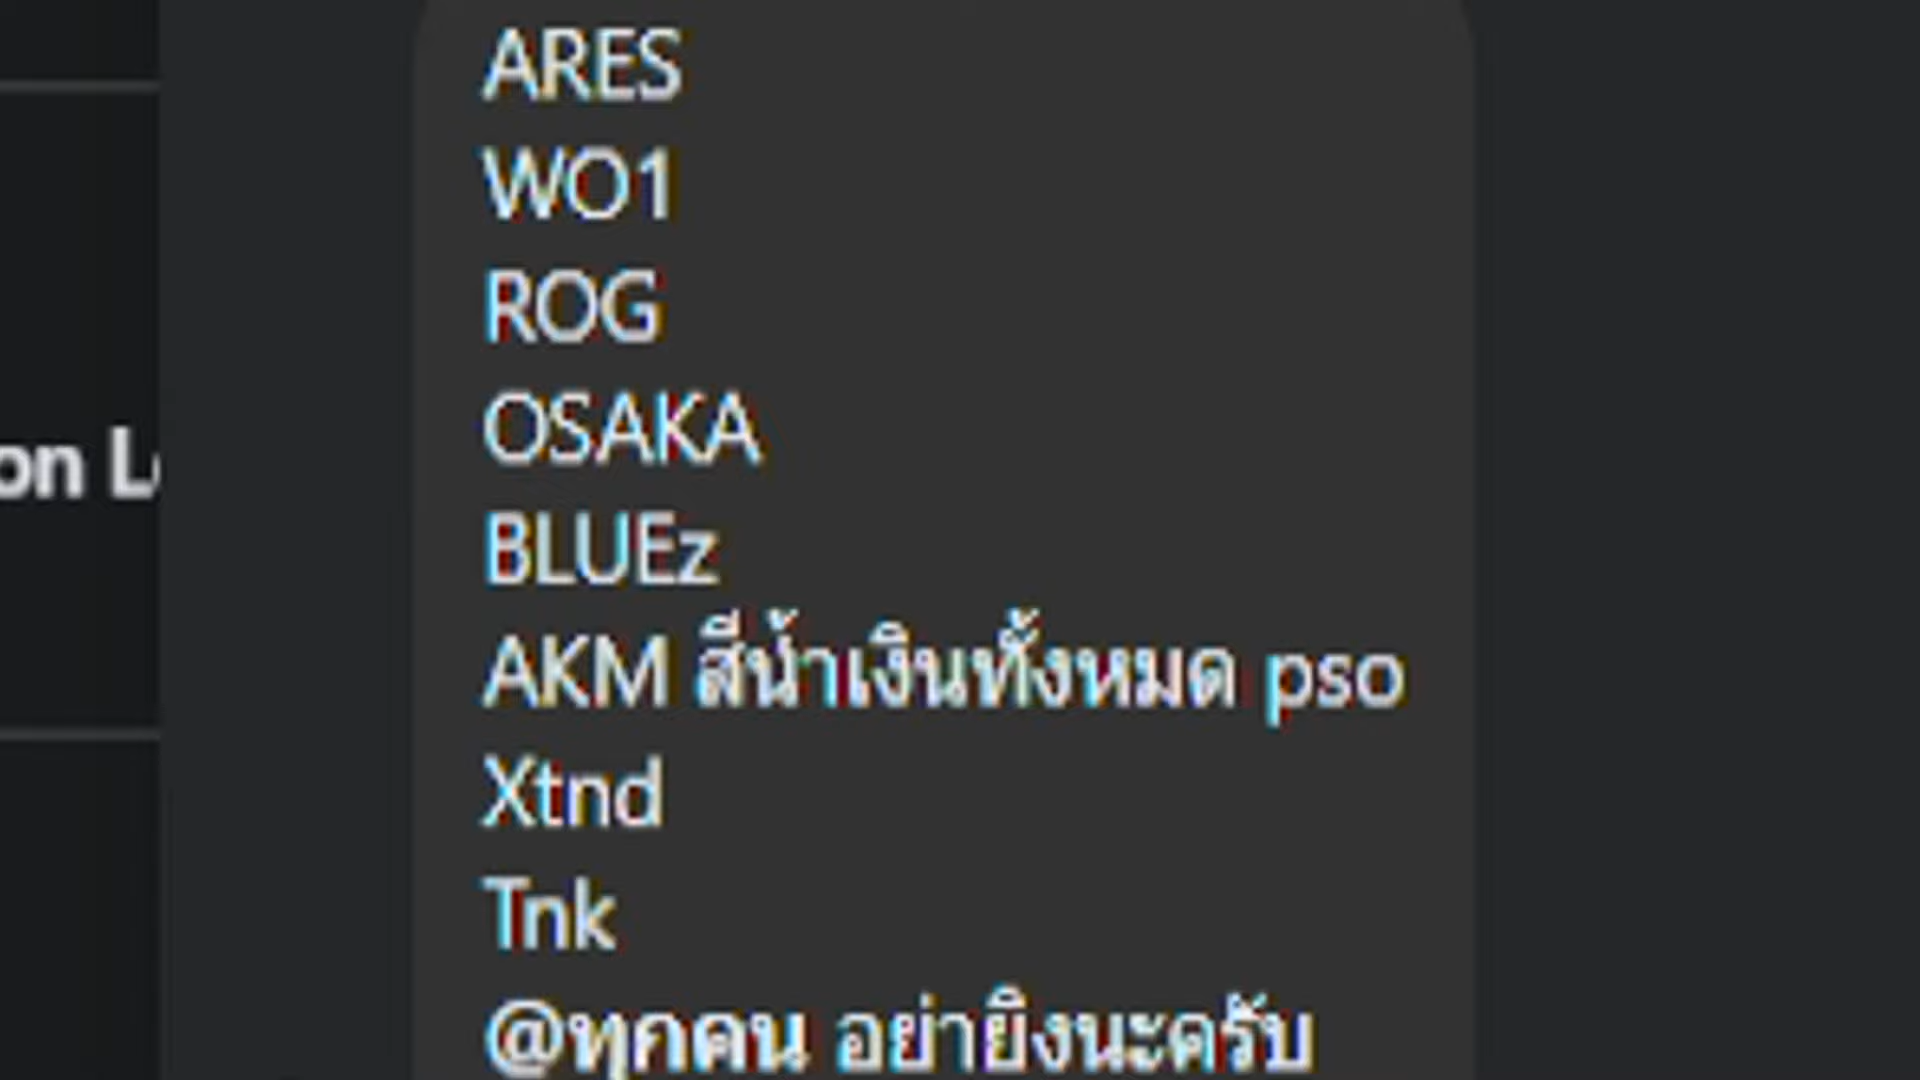 ARES
WO1
ROG
on L
OSAKA
BLUEz
AKM สีน้ำเงินทั้งหมด pso
Xtnd
Tnk
@ทุกคน อย่ายิงนะครับ